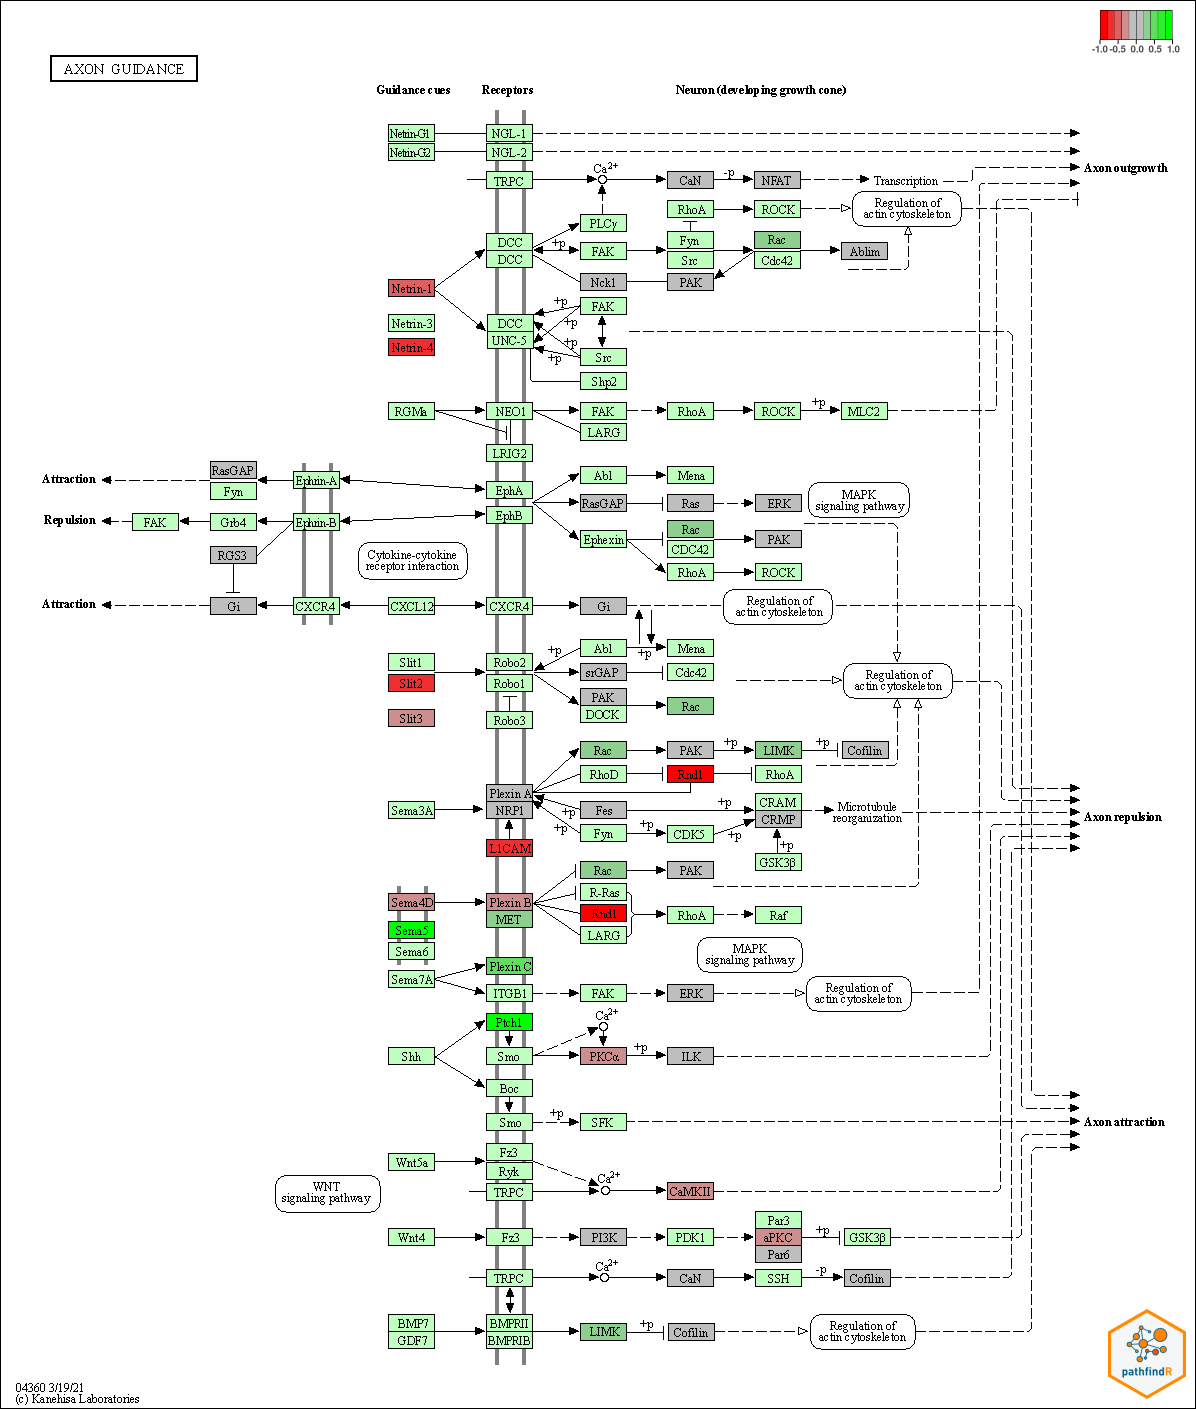 -1.0 -0.5 0.0 0.5 1.0
AXON GUIDANCE
Guidance cues Receptors Neuron (developing growth cone)
Netrin-G1 NGL-1
Netrin-G2 NGL-2
Axon outgrowth
TRPC Ca2+ CaN -p NFAT Transcription
PLCγ RhoA ROCK Regulation of
actin cytoskeleton
DCC +p FAK Fyn Rac Ablim
DCC Src Cdc42
Netrin-1 Nck1 PAK
+p FAK
Netrin-3 DCC +p
Netrin-4 UNC-5 +p
+p Src
Shp2
RGMa NEO1 FAK RhoA ROCK +p MLC2
LARG
LRIG2
Attraction RasGAP Ephrin-A EphA Abl Mena
Fyn
RasGAP Ras ERK MAPK
signaling pathway
Repulsion FAK Grb4 Ephrin-B EphB
Ephexin Rac PAK
CDC42
RGS3 Cytokine-cytokine
receptor interaction
RhoA ROCK
Attraction Gi CXCR4 CXCL12 CXCR4 Gi Regulation of
actin cytoskeleton
Slit1 Robo2 +p Abl +p Mena
Slit2 Robo1 srGAP Cdc42 Regulation of
actin cytoskeleton
Slit3 Robo3 PAK Rac
DOCK
Rac PAK +p LIMK +p Cofilin
RhoD Rnd1 RhoA
Plexin A
Sema3A NRP1 Fes +p CRAM Microtubule
reorganization
CRMP
Axon repulsion
+p Fyn +p CDK5 +p +p
L1CAM GSK3β
Rac PAK
Sema4D Plexin B R-Ras
Sema5 MET Rnd1 RhoA Raf
Sema6 LARG MAPK
signaling pathway
Sema7A Plexin C
ITGB1 FAK ERK Regulation of
actin cytoskeleton
Ptch1 Ca2+
Shh Smo PKCα +p ILK
Boc
Smo +p SFK
Axon attraction
Wnt5a Fz3
Ryk
WNT
signaling pathway
TRPC Ca2+ CaMKII
Wnt4 Fz3 PI3K PDK1 Par3
aPKC +p GSK3β
Par6
TRPC Ca2+ CaN SSH -p Cofilin
BMP7 BMPRII LIMK +p Cofilin Regulation of
actin cytoskeleton
GDF7 BMPRIB
pathfindR
04360 3/19/21
(c) Kanehisa Laboratories